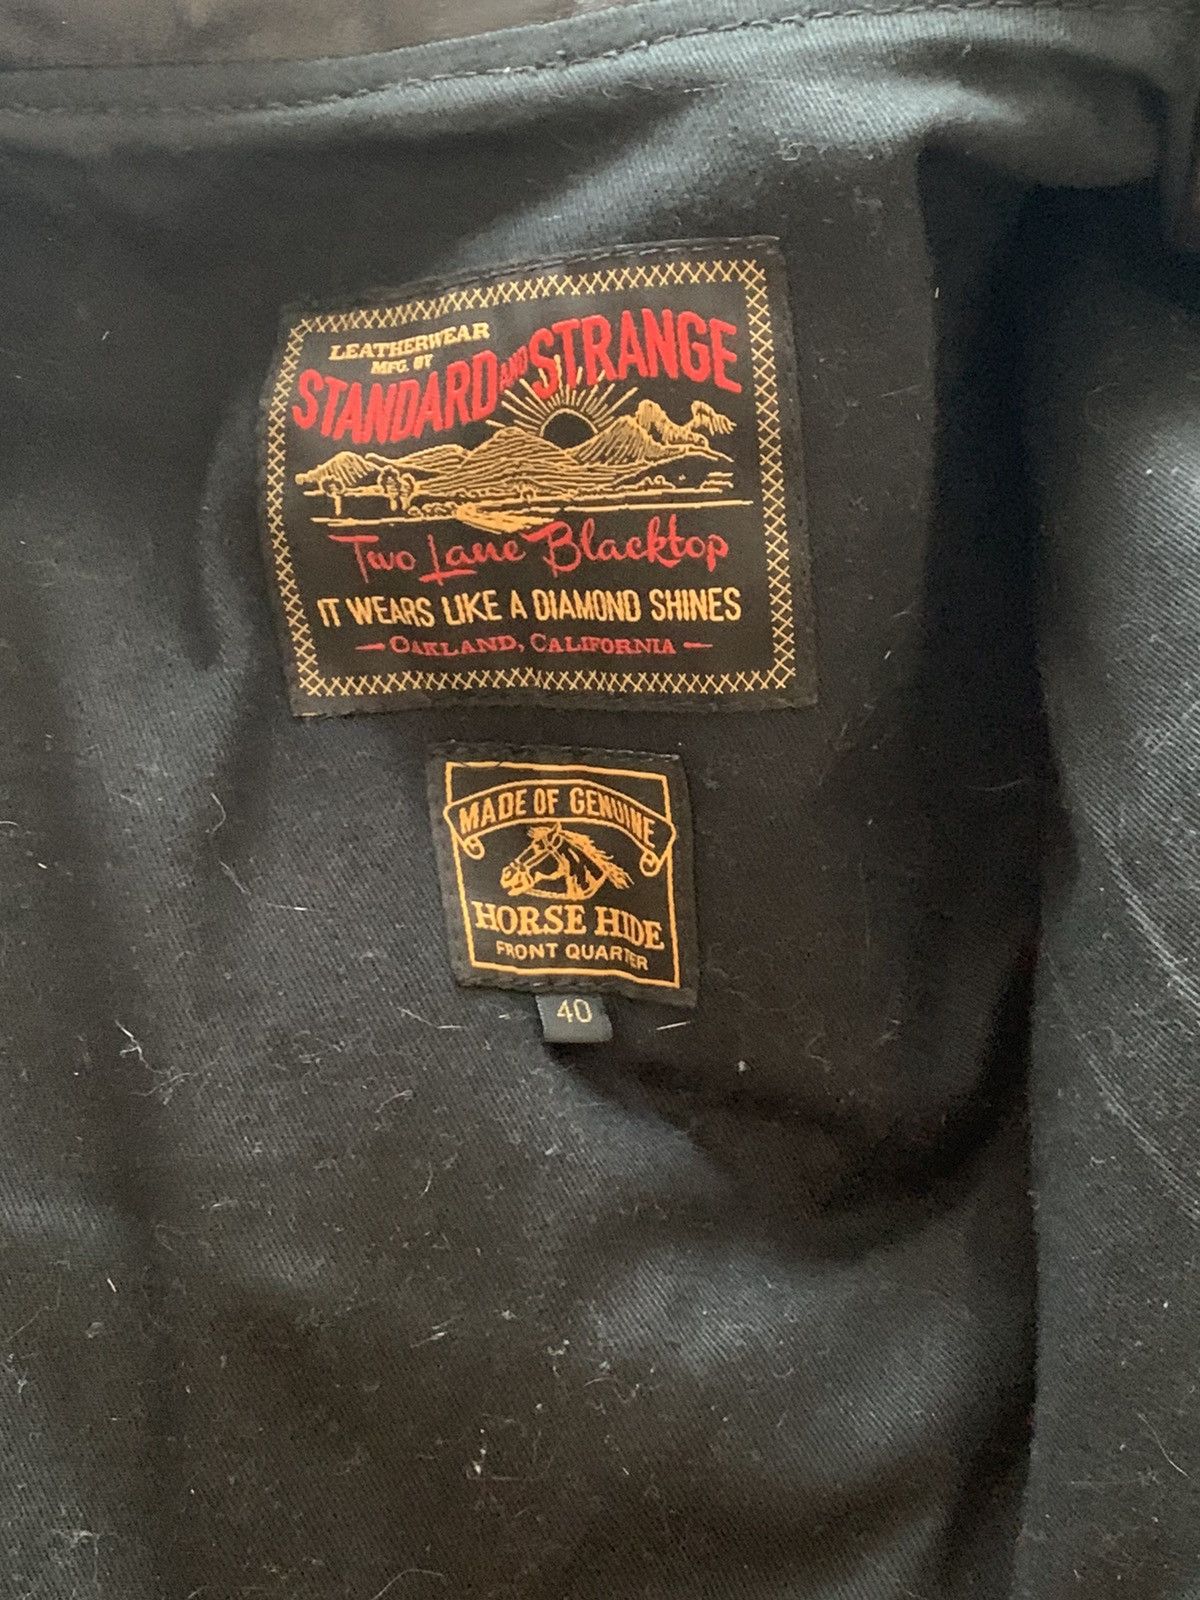 LEATHERWEAR
MFG. BY
STANDARD AND STRANGE
Two Lane Blacktop
IT WEARS LIKE A DIAMOND SHINES
— OAKLAND, CALIFORNIA —
MADE OF GENUINE
HORSE HIDE
FRONT QUARTER
40